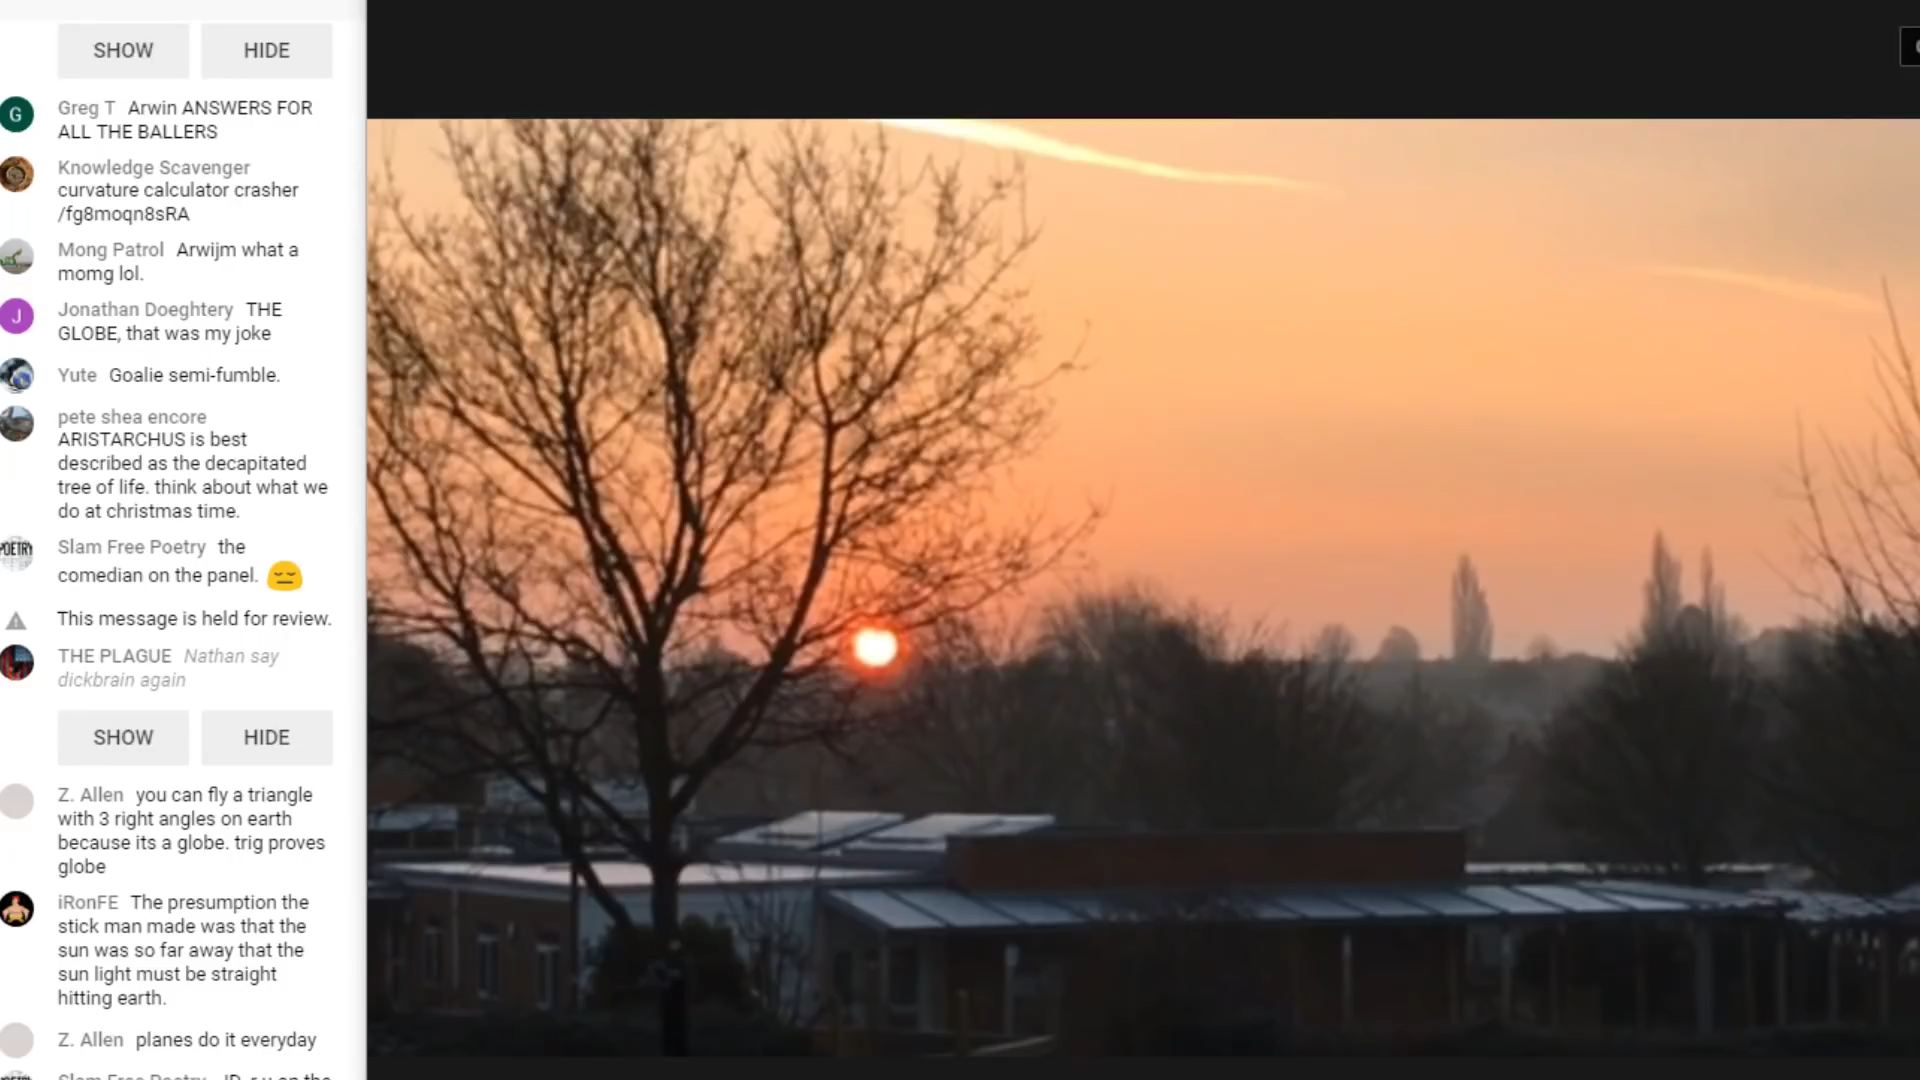 SHOW HIDE
G Greg T Arwin ANSWERS FOR
ALL THE BALLERS
Knowledge Scavenger
curvature calculator crasher
/fg8moqn8sRA
Mong Patrol Arwijm what a
momg lol.
J Jonathan Doeghtery THE
GLOBE, that was my joke
Yute Goalie semi-fumble.
pete shea encore
ARISTARCHUS is best
described as the decapitated
tree of life. think about what we
do at christmas time.
POETRY Slam Free Poetry the
comedian on the panel. 😔
This message is held for review.
THE PLAGUE Nathan say
dickbrain again
SHOW HIDE
Z. Allen you can fly a triangle
with 3 right angles on earth
because its a globe. trig proves
globe
iRonFE The presumption the
stick man made was that the
sun was so far away that the
sun light must be straight
hitting earth.
Z. Allen planes do it everyday
Slam Free Poetry